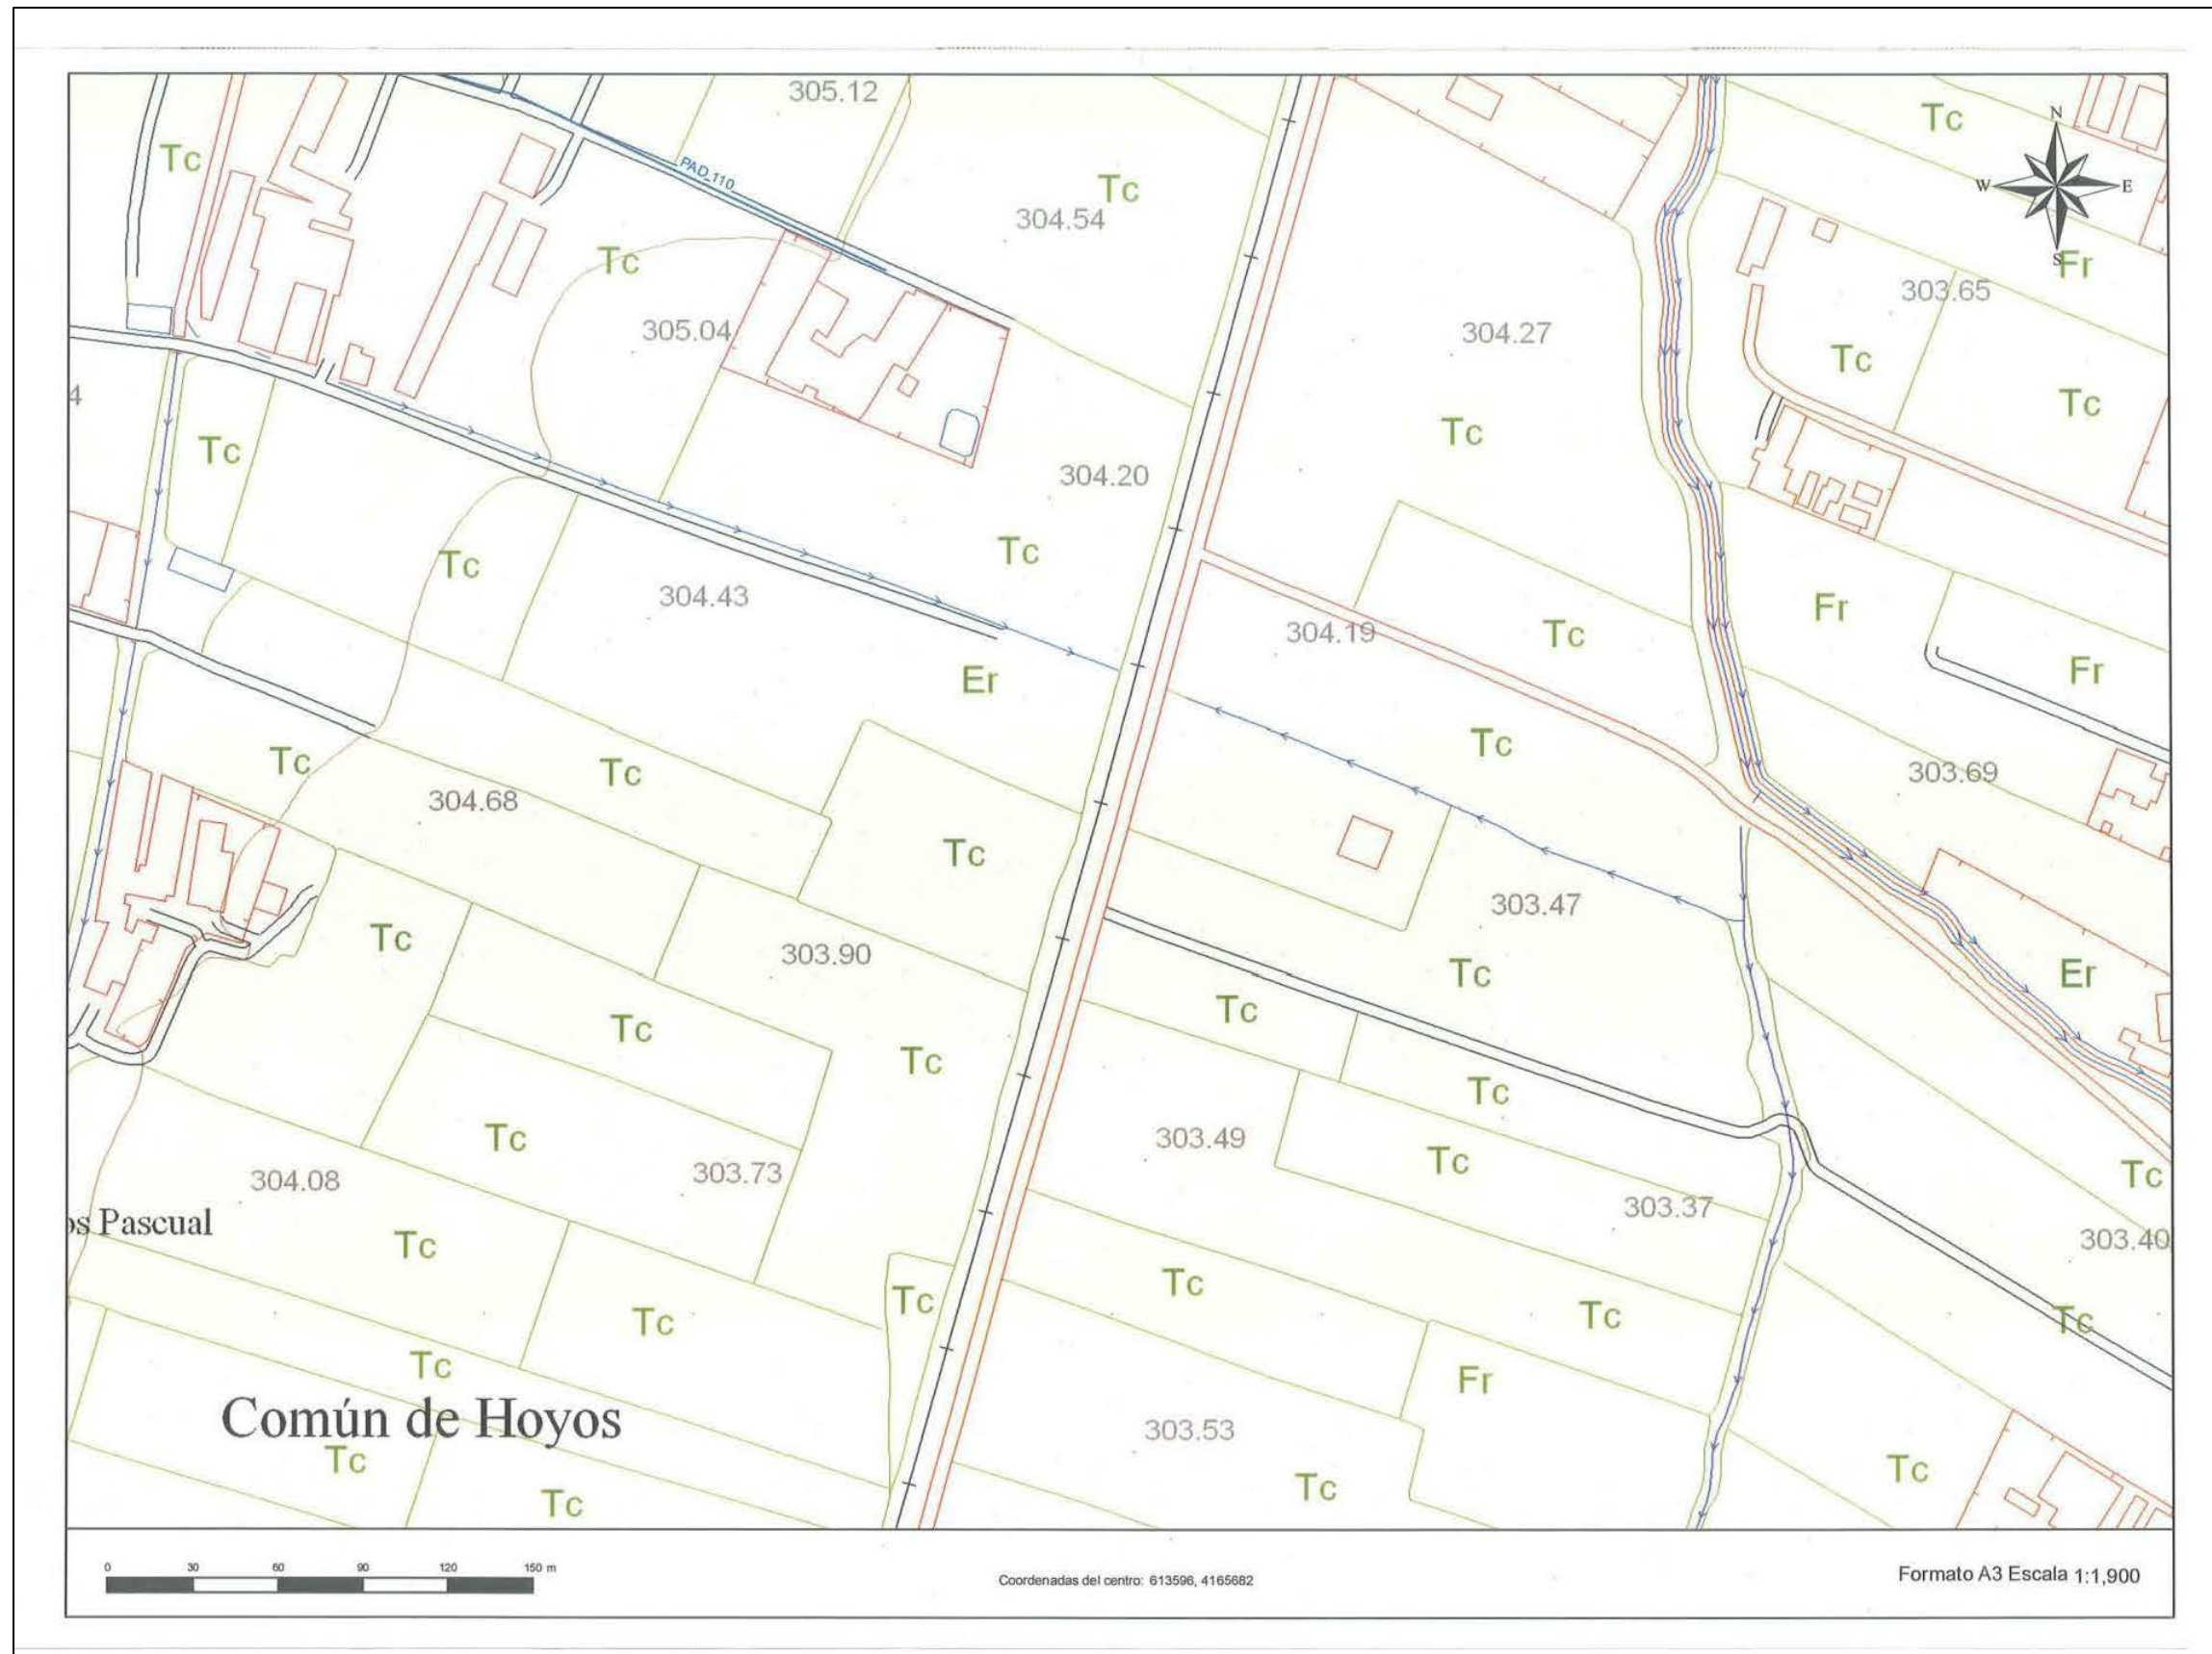 305.12
Tc
N
Tc
PAD_110
Tc
W
E
304.54
S
Tc
Fr
303.65
305.04
304.27
Tc
4
Tc
Tc
Tc
304.20
Tc
Tc
304.43
Fr
304.19
Tc
Er
Fr
Tc
Tc
Tc
303.69
304.68
Tc
303.47
Tc
303.90
Tc
Er
Tc
Tc
Tc
Tc
303.49
Tc
Tc
304.08
303.73
Tc
303.37
os Pascual
Tc
303.40
Tc
Tc
Tc
Tc
Tc
Tc
Fr
Común de Hoyos
303.53
Tc
Tc
Tc
Tc
0 30 60 90 120 150 m
Coordenadas del centro: 613596, 4165682
Formato A3 Escala 1:1,900